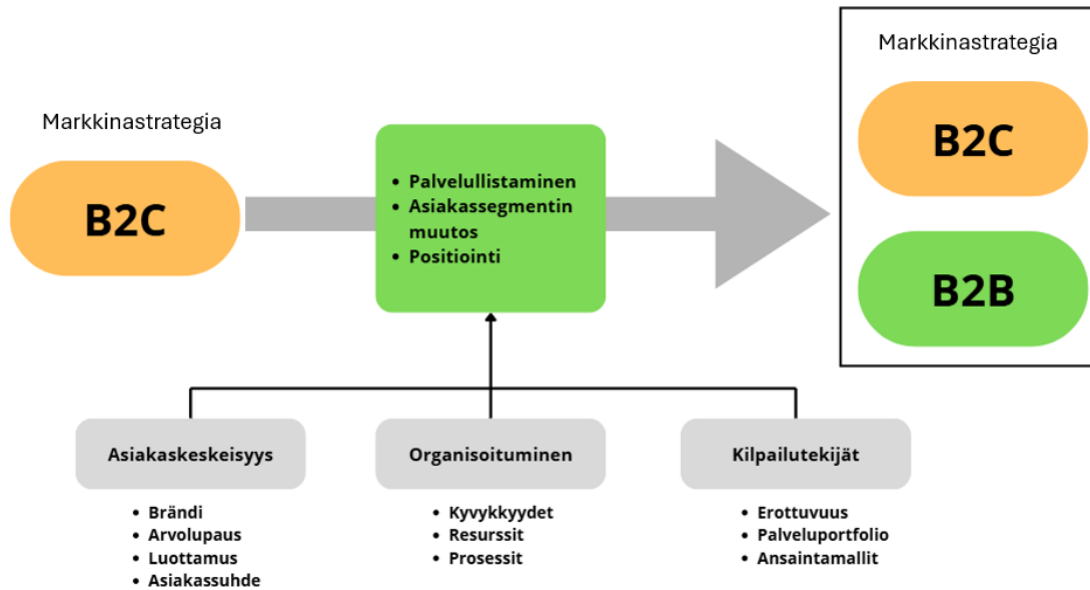 Markkinastrategia
B2C
Palvelullistaminen
Asiakassegmentin
muutos
Positiointi
Markkinastrategia
B2C
B2B
Asiakaskeskeisyys
Brändi
Arvolupaus
Luottamus
Asiakassuhde
Organisoituminen
Kyvykkyydet
Resurssit
Prosessit
Kilpailutekijät
Erottuvuus
Palveluportfolio
Ansaintamallit